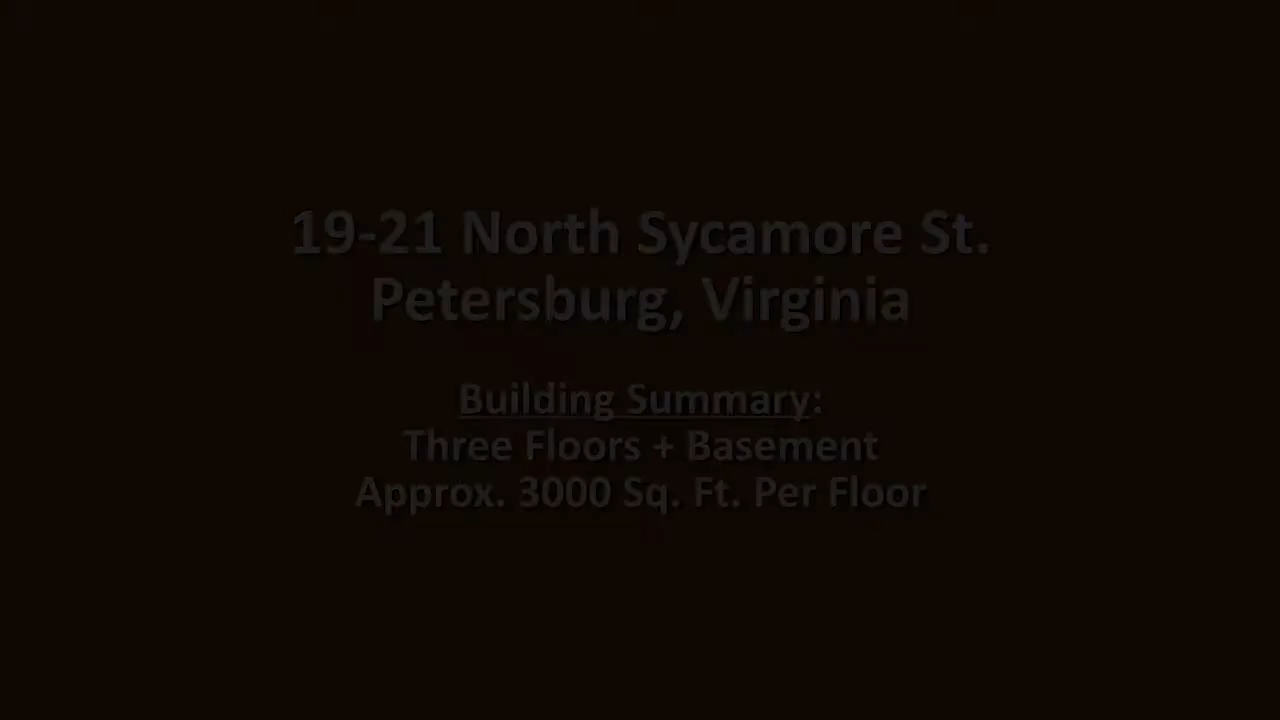 19-21 North Sycamore St.
Petersburg, Virginia
Building Summary:
Three Floors + Basement
Approx. 3000 Sq. Ft. Per Floor